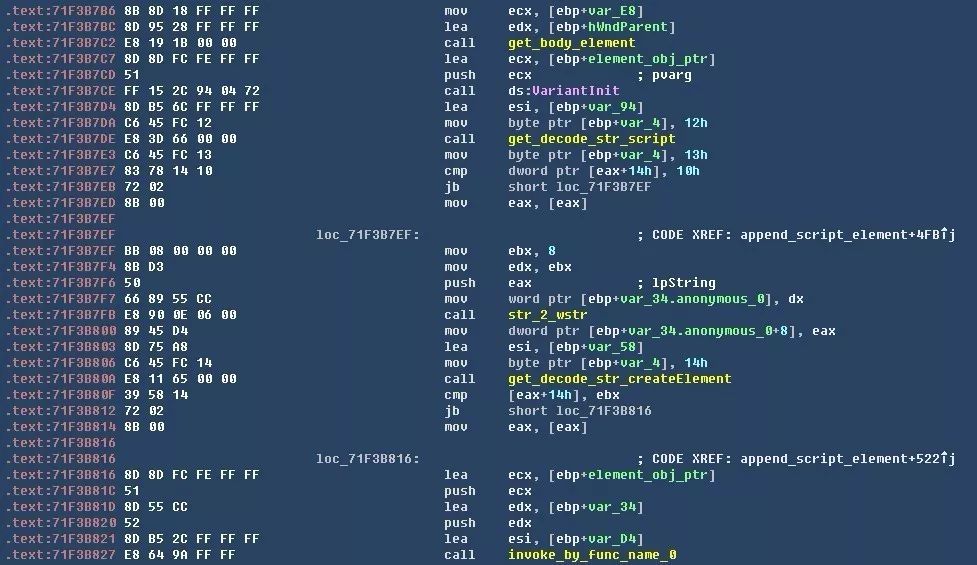 .text:71F3B7B6 8B 8D 18 FF FF FF mov ecx, [ebp+var_E8]
.text:71F3B7BC 8D 95 28 FF FF FF lea edx, [ebp+hWndParent]
.text:71F3B7C2 E8 19 1B 00 00 call get_body_element
.text:71F3B7C7 8D 8D FC FE FF FF lea ecx, [ebp+element_obj_ptr]
.text:71F3B7CD 51 push ecx ; pvarg
.text:71F3B7CE FF 15 2C 94 04 72 call ds:VariantInit
.text:71F3B7D4 8D B5 6C FF FF FF lea esi, [ebp+var_94]
.text:71F3B7DA C6 45 FC 12 mov byte ptr [ebp+var_4], 12h
.text:71F3B7DE E8 3D 66 00 00 call get_decode_str_script
.text:71F3B7E3 C6 45 FC 13 mov byte ptr [ebp+var_4], 13h
.text:71F3B7E7 83 78 14 10 cmp dword ptr [eax+14h], 10h
.text:71F3B7EB 72 02 jb short loc_71F3B7EF
.text:71F3B7ED 8B 00 mov eax, [eax]
.text:71F3B7EF
.text:71F3B7EF loc_71F3B7EF: ; CODE XREF: append_script_element+4FB↑j
.text:71F3B7EF BB 08 00 00 00 mov ebx, 8
.text:71F3B7F4 8B D3 mov edx, ebx
.text:71F3B7F6 50 push eax ; lpString
.text:71F3B7F7 66 89 55 CC mov word ptr [ebp+var_34.anonymous_0], dx
.text:71F3B7FB E8 90 0E 06 00 call str_2_wstr
.text:71F3B800 89 45 D4 mov dword ptr [ebp+var_34.anonymous_0+8], eax
.text:71F3B803 8D 75 A8 lea esi, [ebp+var_58]
.text:71F3B806 C6 45 FC 14 mov byte ptr [ebp+var_4], 14h
.text:71F3B80A E8 11 65 00 00 call get_decode_str_createElement
.text:71F3B80F 39 58 14 cmp [eax+14h], ebx
.text:71F3B812 72 02 jb short loc_71F3B816
.text:71F3B814 8B 00 mov eax, [eax]
.text:71F3B816
.text:71F3B816 loc_71F3B816: ; CODE XREF: append_script_element+522↑j
.text:71F3B816 8D 8D FC FE FF FF lea ecx, [ebp+element_obj_ptr]
.text:71F3B81C 51 push ecx
.text:71F3B81D 8D 55 CC lea edx, [ebp+var_34]
.text:71F3B820 52 push edx
.text:71F3B821 8D B5 2C FF FF FF lea esi, [ebp+var_D4]
.text:71F3B827 E8 64 9A FF FF call invoke_by_func_name_0